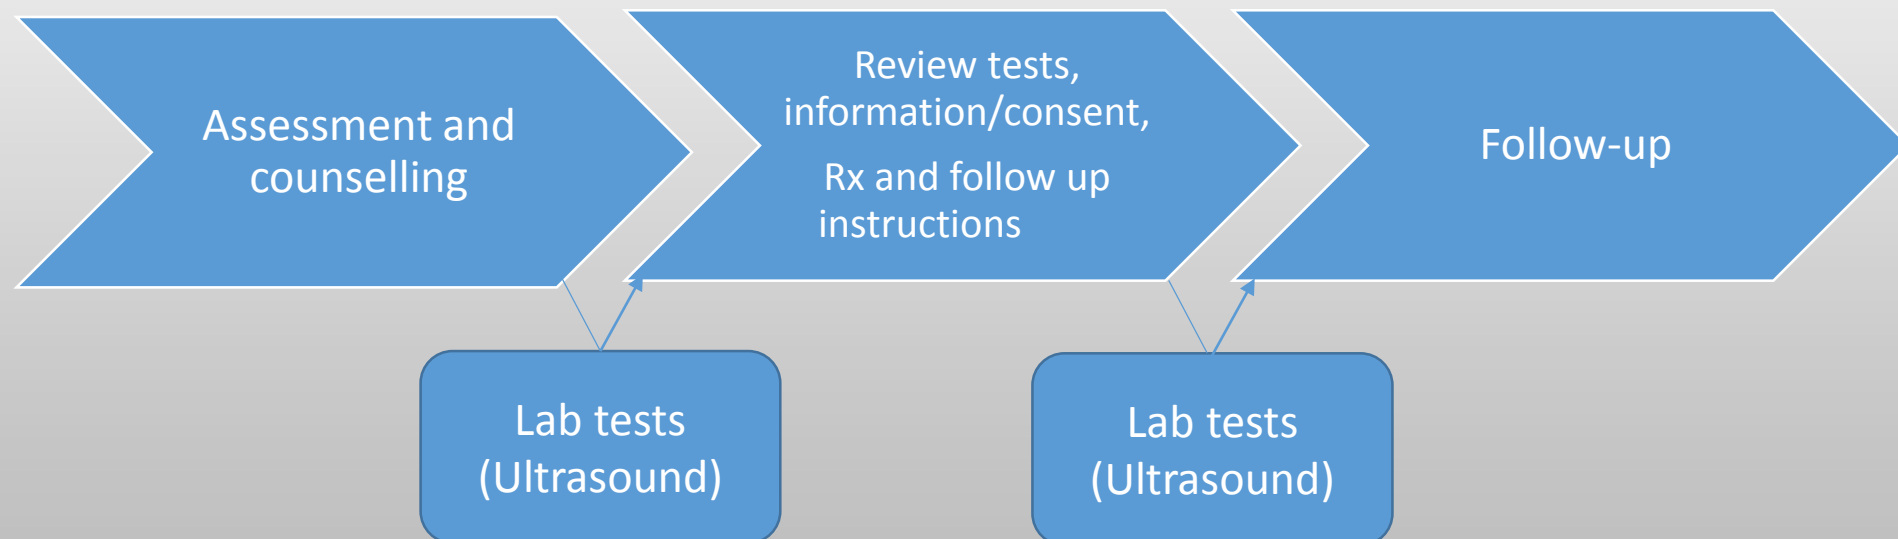 Assessment and
counselling
Review tests,
information/consent,
Rx and follow up
instructions
Follow-up
Lab tests
(Ultrasound)
Lab tests
(Ultrasound)